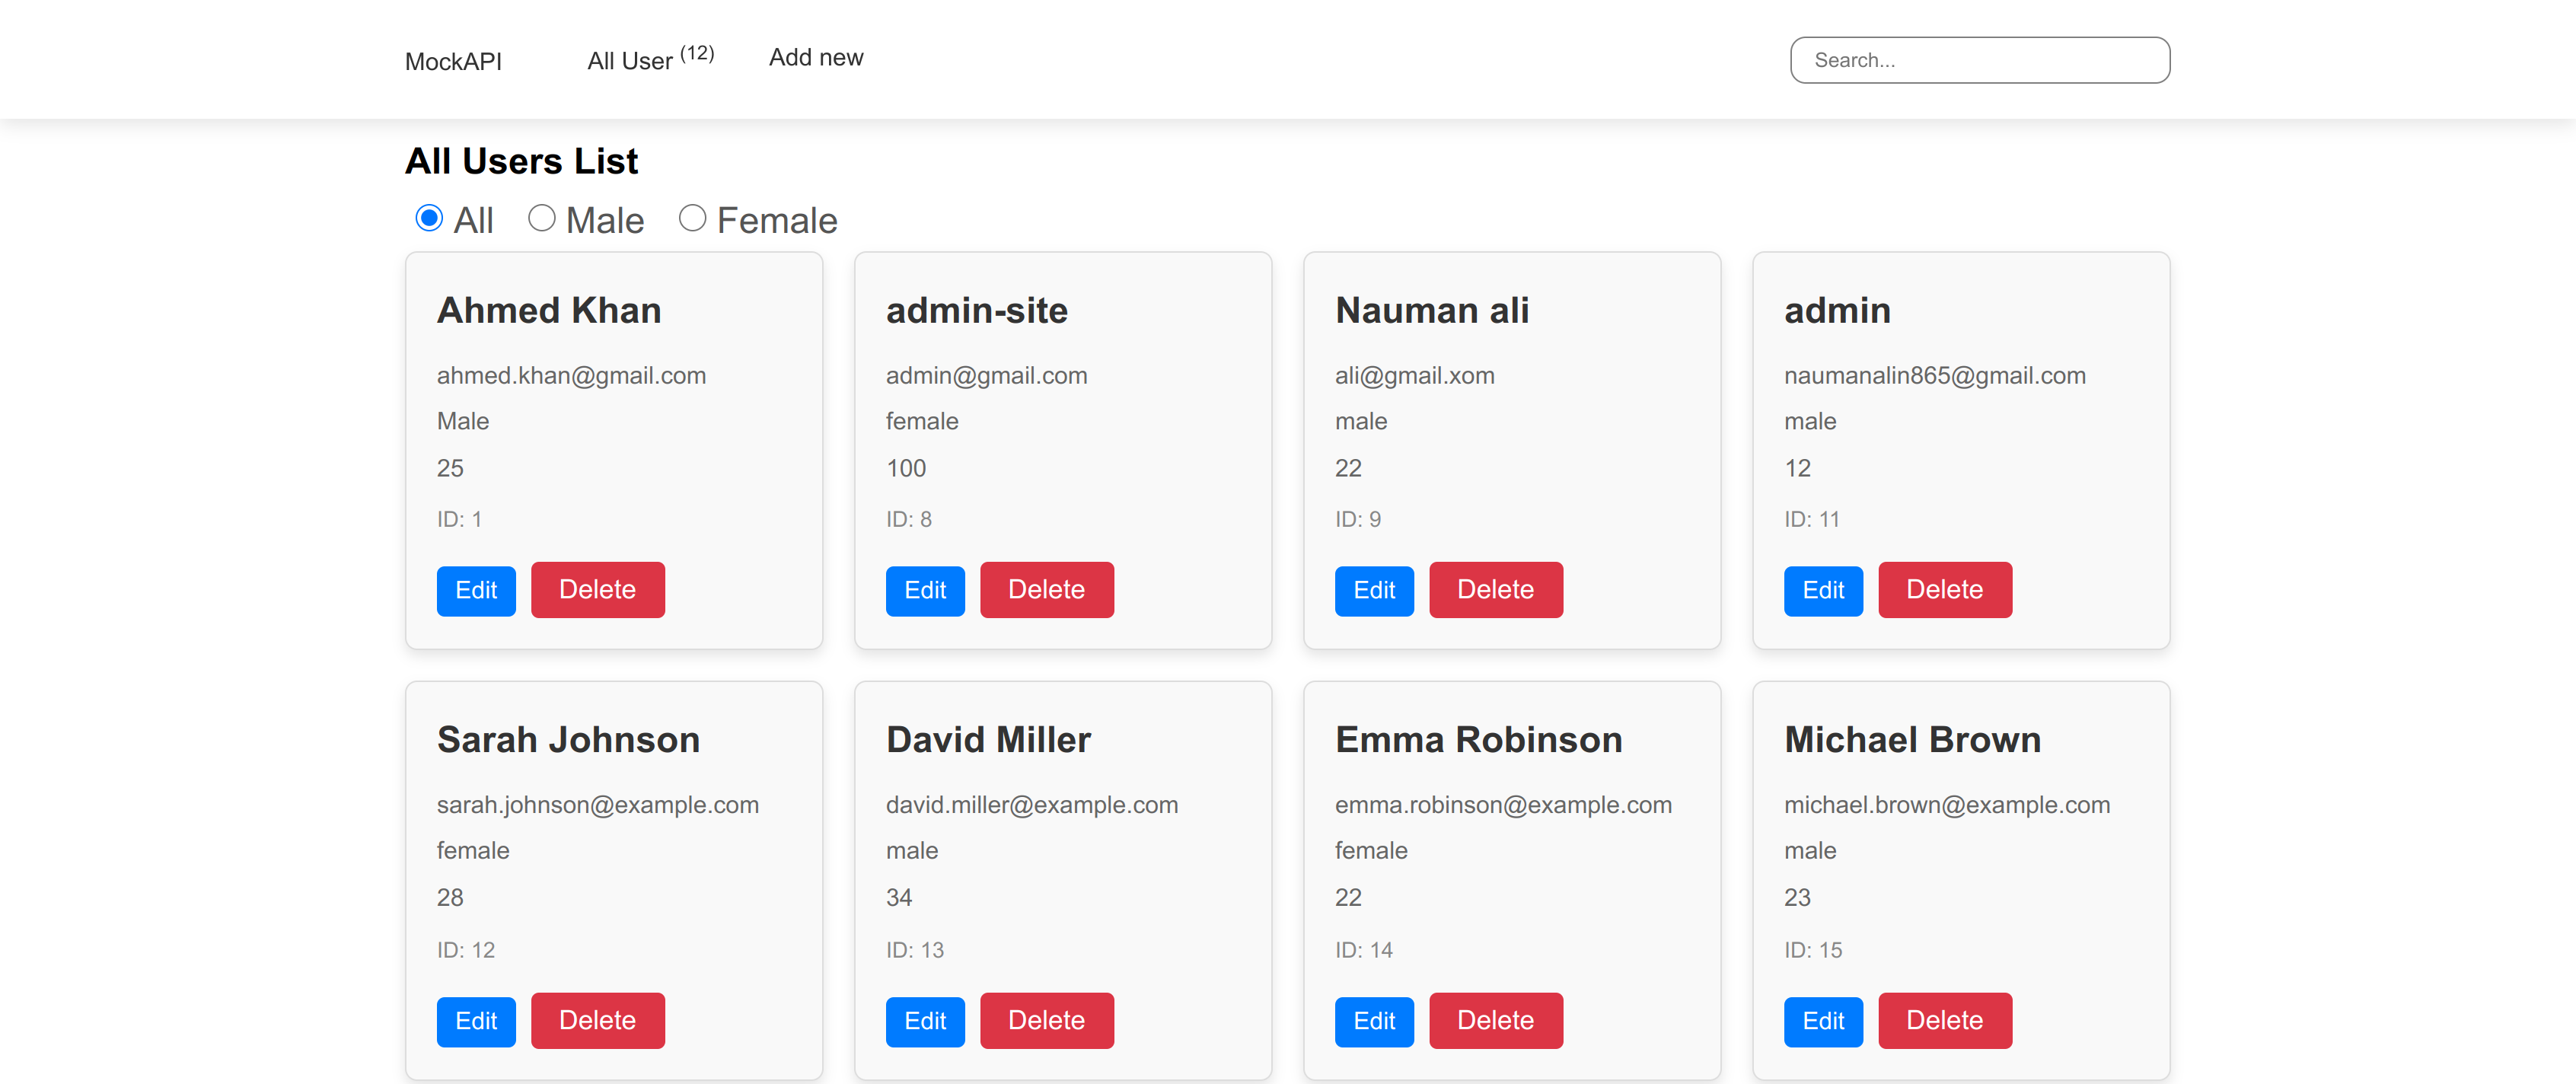 MockAPI All User (12) Add new Search...
All Users List
All Male Female
Ahmed Khan
ahmed.khan@gmail.com
Male
25
ID: 1
Edit Delete
admin-site
admin@gmail.com
female
100
ID: 8
Edit Delete
Nauman ali
ali@gmail.xom
male
22
ID: 9
Edit Delete
admin
naumanalin865@gmail.com
male
12
ID: 11
Edit Delete
Sarah Johnson
sarah.johnson@example.com
female
28
ID: 12
Edit Delete
David Miller
david.miller@example.com
male
34
ID: 13
Edit Delete
Emma Robinson
emma.robinson@example.com
female
22
ID: 14
Edit Delete
Michael Brown
michael.brown@example.com
male
23
ID: 15
Edit Delete